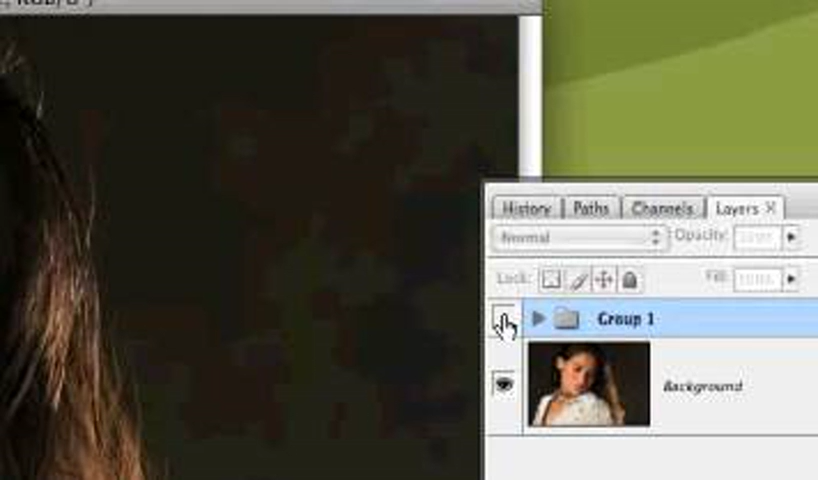 History Paths Channels Layers X
Normal Opacity:
Lock: Fill:
Group 1
Background